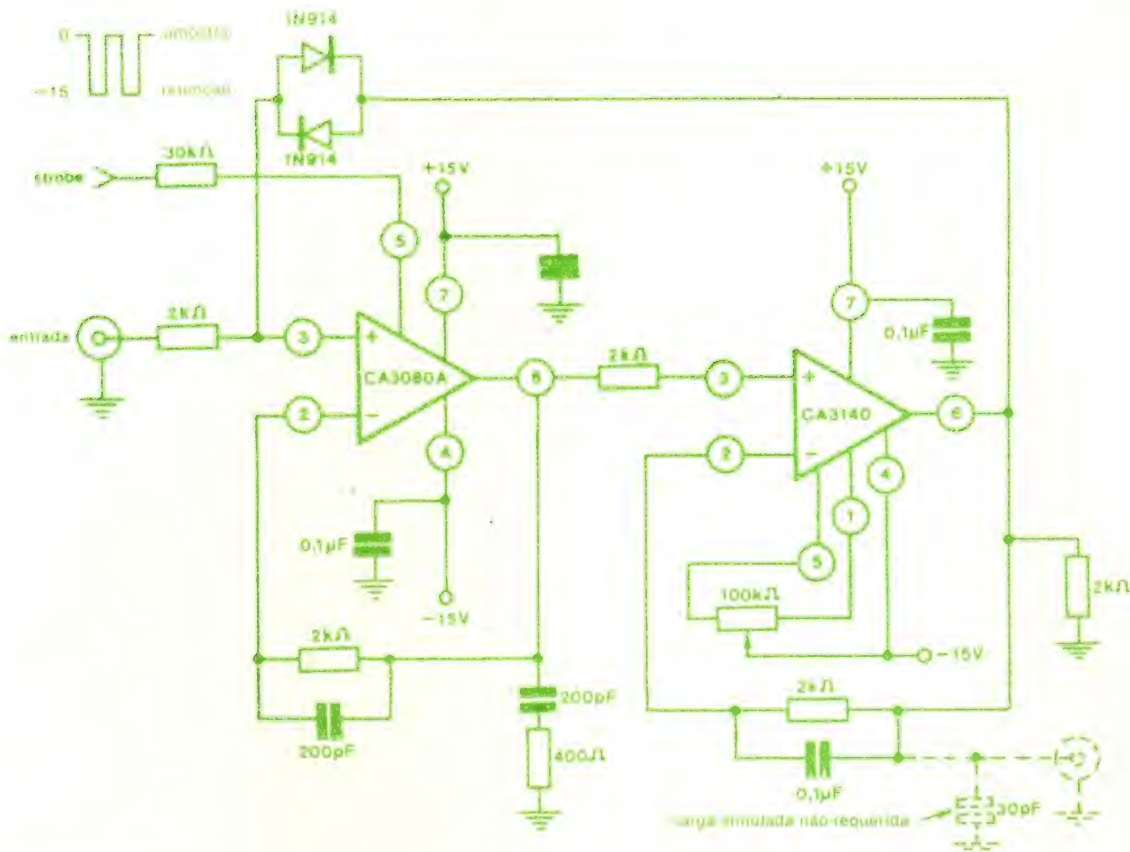 0
amostra
-15
retenção
1N914
1N914
30kΩ
strobe
5
+15V
7
entrada
2kΩ
3
+
CA3080A
2
-
4
6
0,1µF
-15V
2kΩ
200pF
200pF
400Ω
2kΩ
3
+
CA3140
2
-
+15V
7
0,1µF
6
4
1
5
100kΩ
-15V
2kΩ
2kΩ
0,1µF
30pF
carga simulada não-requerida